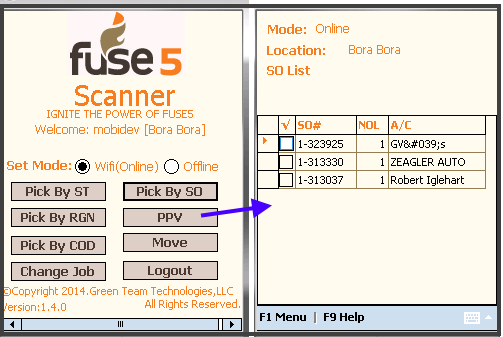 fuse 5
Scanner
IGNITE THE POWER OF FUSE5
Welcome: mobidev [Bora Bora]
Set Mode: Wifi(Online) Offline
Pick By ST Pick By SO
Pick By RGN PPV
Pick By COD Move
Change Job Logout
©Copyright 2014.Green Team Technologies,LLC
Version:1.4.0 All Rights Reserved.
Mode: Online
Location: Bora Bora
SO List
√ SO# NOL A/C
1-323925 1 GV&#039;s
1-313330 1 ZEAGLER AUTO
1-313037 1 Robert Iglehart
F1 Menu | F9 Help